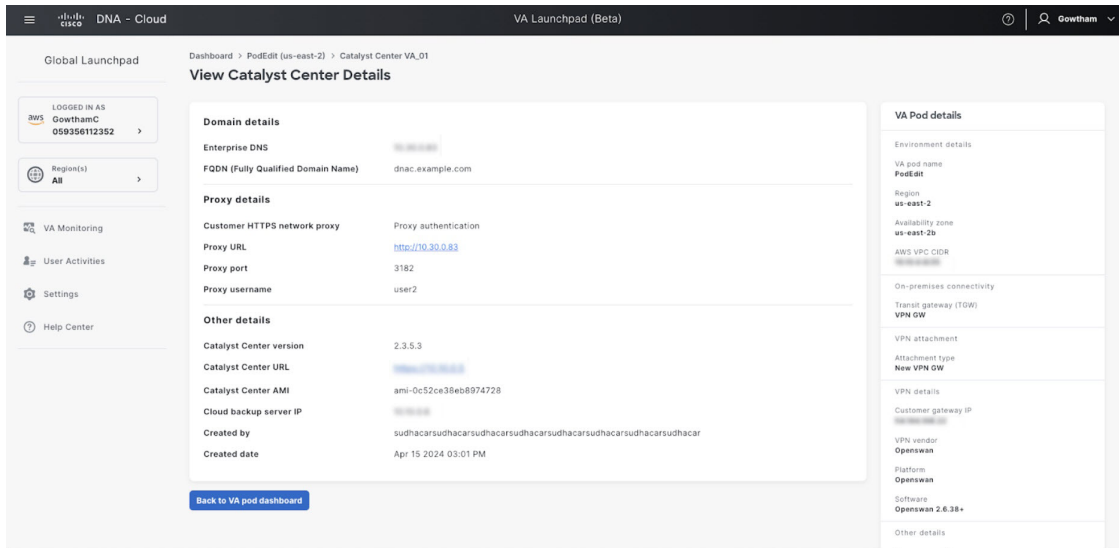 cisco DNA - Cloud
VA Launchpad (Beta)
Gowtham
Global Launchpad
aws
LOGGED IN AS
GowthamC
059356112352
Region(s)
All
VA Monitoring
User Activities
Settings
Help Center
Dashboard > PodEdit (us-east-2) > Catalyst Center VA_01
View Catalyst Center Details
Domain details
Enterprise DNS
FQDN (Fully Qualified Domain Name) dnac.example.com
Proxy details
Customer HTTPS network proxy Proxy authentication
Proxy URL http://10.30.0.83
Proxy port 3182
Proxy username user2
Other details
Catalyst Center version 2.3.5.3
Catalyst Center URL
Catalyst Center AMI ami-0c52ce38eb8974728
Cloud backup server IP
Created by sudhacarsudhacarsudhacarsudhacarsudhacarsudhacarsudhacarsudhacar
Created date Apr 15 2024 03:01 PM
Back to VA pod dashboard
VA Pod details
Environment details
VA pod name
PodEdit
Region
us-east-2
Availability zone
us-east-2b
AWS VPC CIDR
On-premises connectivity
Transit gateway (TGW)
VPN GW
VPN attachment
Attachment type
New VPN GW
VPN details
Customer gateway IP
VPN vendor
Openswan
Platform
Openswan
Software
Openswan 2.6.38+
Other details